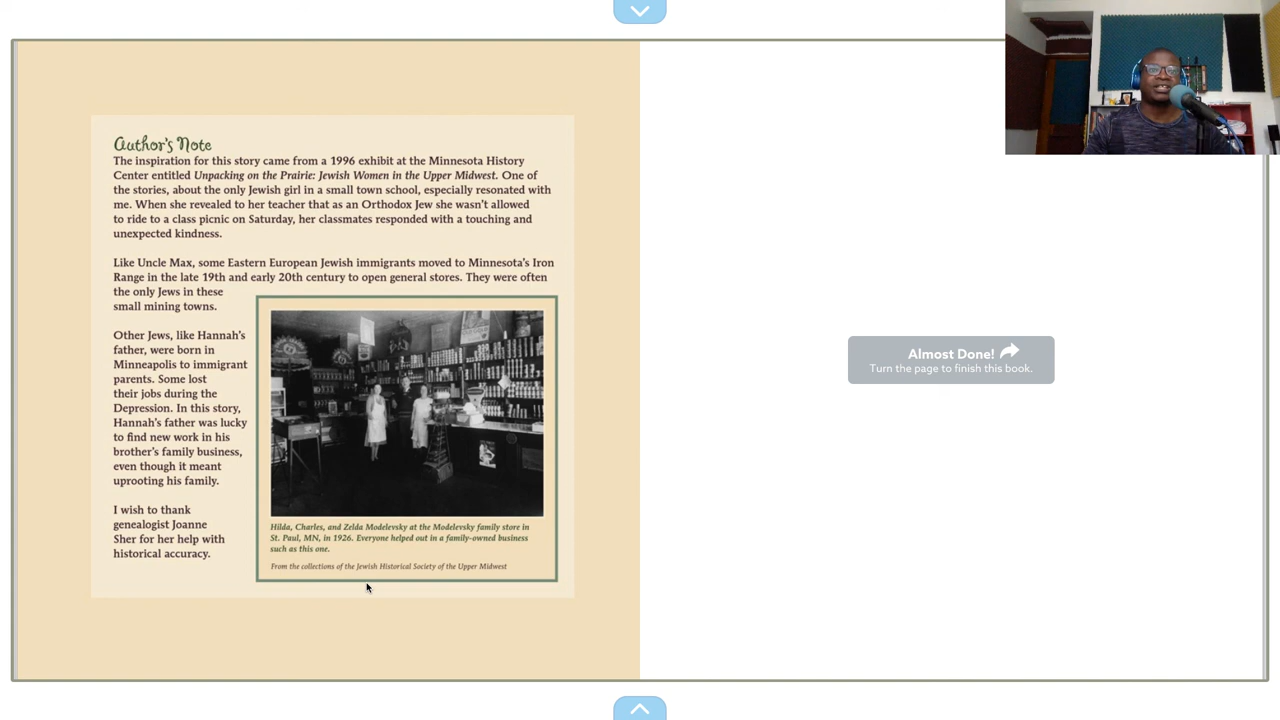 Author's Note
The inspiration for this story came from a 1996 exhibit at the Minnesota History
Center entitled Unpacking on the Prairie: Jewish Women in the Upper Midwest. One of
the stories, about the only Jewish girl in a small town school, especially resonated with
me. When she revealed to her teacher that as an Orthodox Jew she wasn't allowed
to ride to a class picnic on Saturday, her classmates responded with a touching and
unexpected kindness.
Like Uncle Max, some Eastern European Jewish immigrants moved to Minnesota's Iron
Range in the late 19th and early 20th century to open general stores. They were often
the only Jews in these
small mining towns.
Other Jews, like Hannah's
father, were born in
Minneapolis to immigrant
parents. Some lost
their jobs during the
Depression. In this story,
Hannah's father was lucky
to find new work in his
brother's family business,
even though it meant
uprooting his family.
I wish to thank
genealogist Joanne
Sher for her help with
historical accuracy.
Hilda, Charles, and Zelda Modelevsky at the Modelevsky family store in
St. Paul, MN, in 1926. Everyone helped out in a family-owned business
such as this one.
From the collections of the Jewish Historical Society of the Upper Midwest
Almost Done!
Turn the page to finish this book.